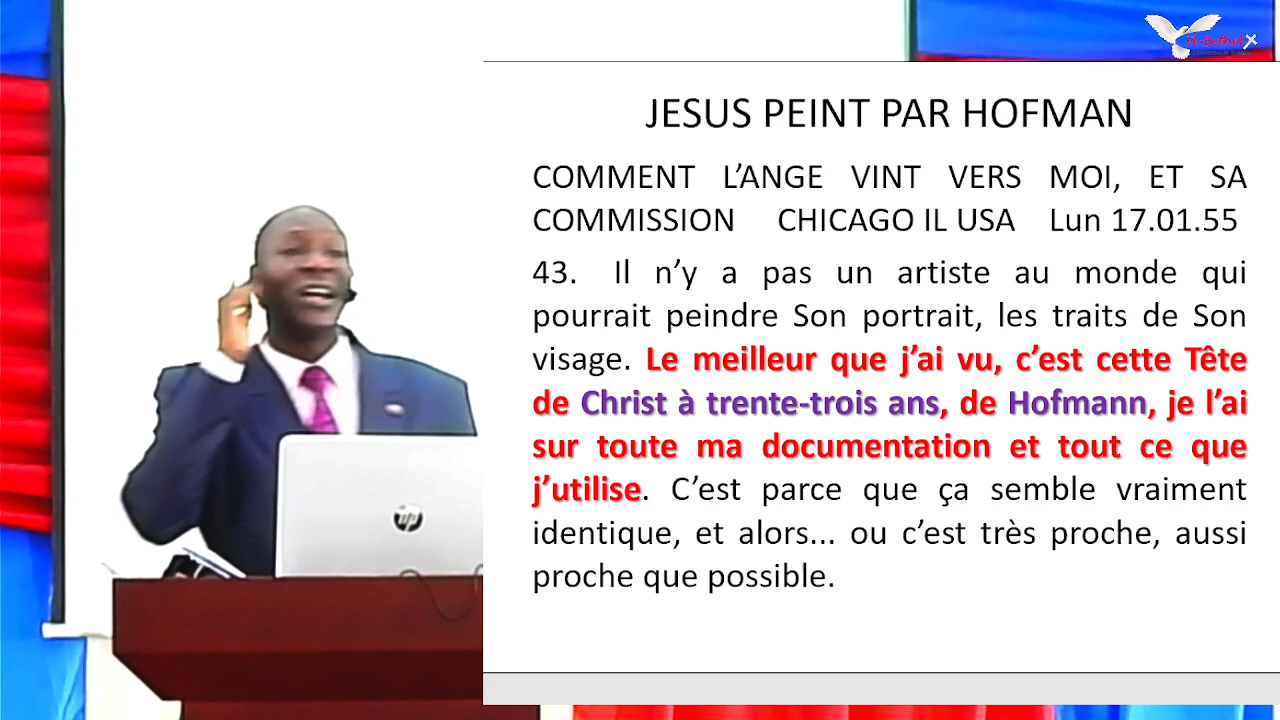 El-Bethel
JESUS PEINT PAR HOFMAN
COMMENT L’ANGE VINT VERS MOI, ET SA
COMMISSION CHICAGO IL USA Lun 17.01.55
43. Il n’y a pas un artiste au monde qui
pourrait peindre Son portrait, les traits de Son
visage. Le meilleur que j’ai vu, c’est cette Tête
de Christ à trente-trois ans, de Hofmann, je l’ai
sur toute ma documentation et tout ce que
j’utilise. C’est parce que ça semble vraiment
identique, et alors... ou c’est très proche, aussi
proche que possible.
hp